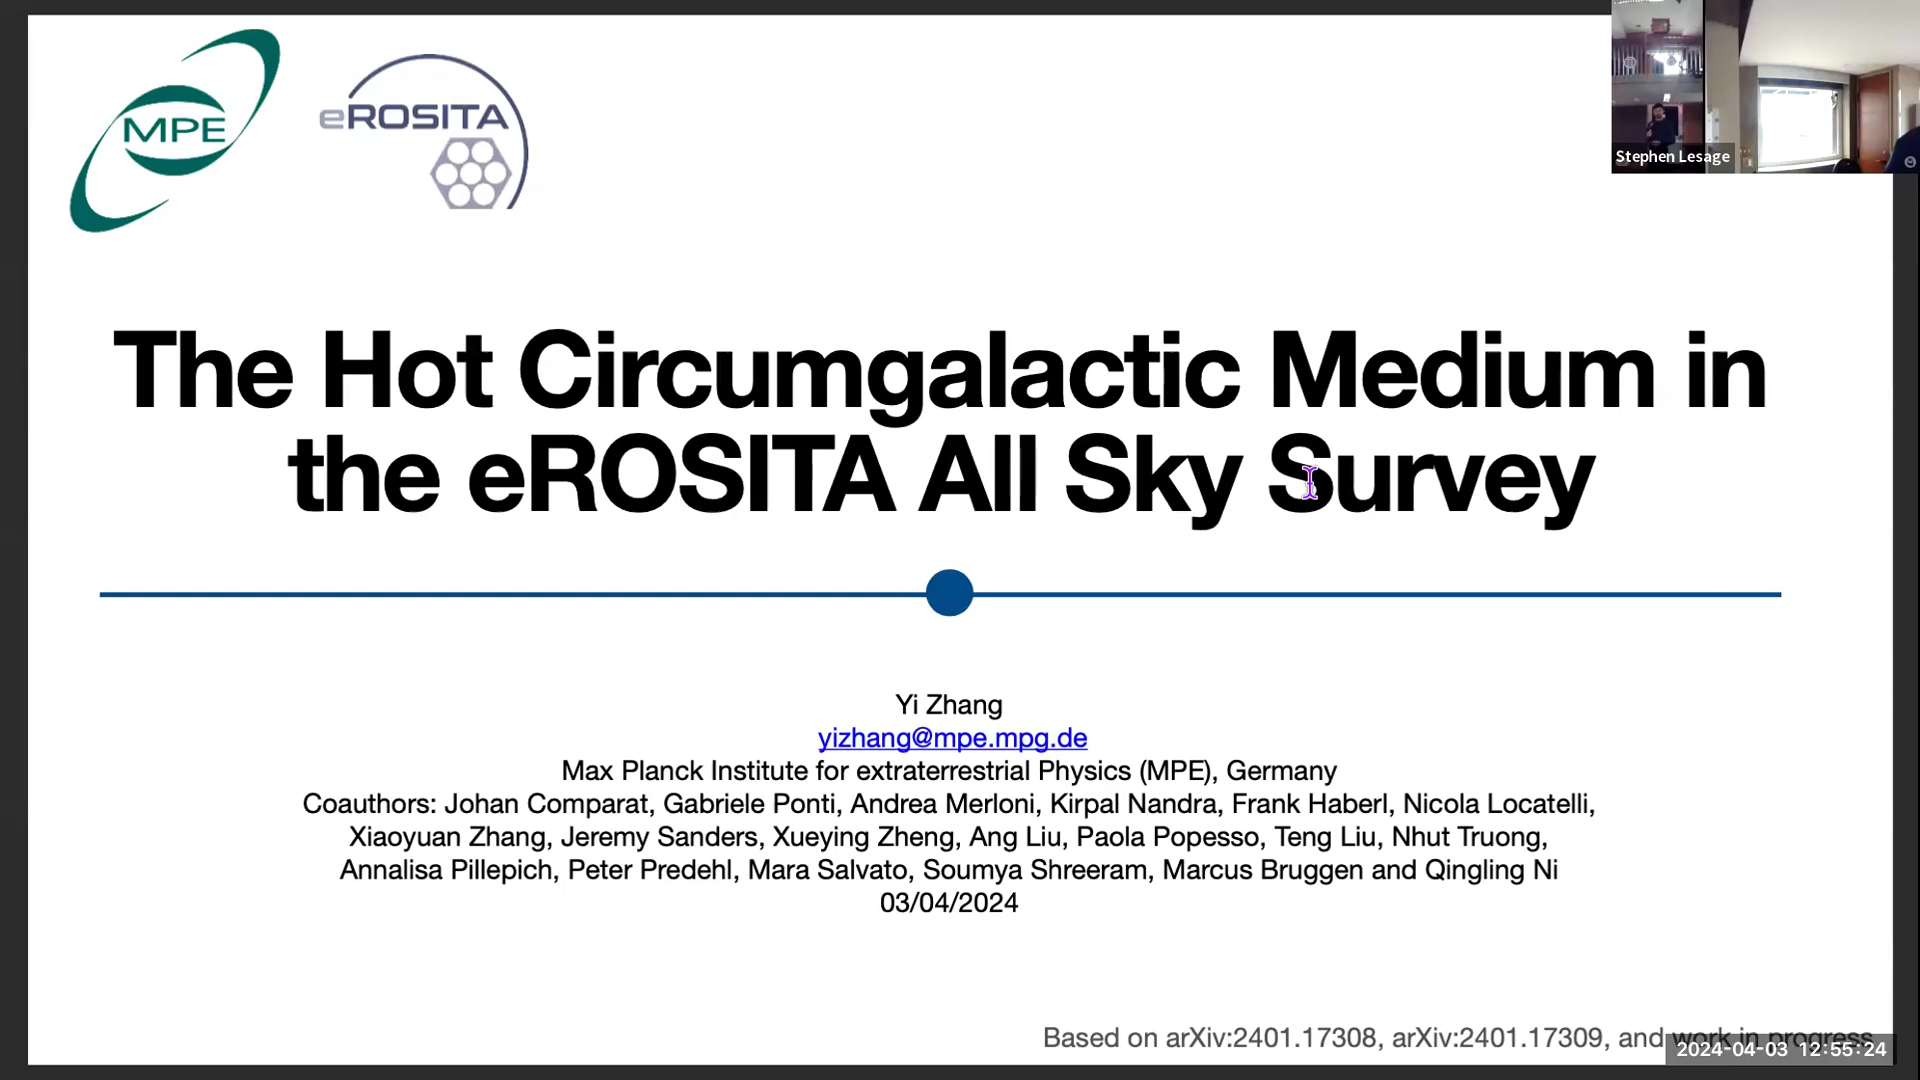 MPE
eROSITA
Stephen Lesage
The Hot Circumgalactic Medium in
the eROSITA All Sky Survey
Yi Zhang
yizhang@mpe.mpg.de
Max Planck Institute for extraterrestrial Physics (MPE), Germany
Coauthors: Johan Comparat, Gabriele Ponti, Andrea Merloni, Kirpal Nandra, Frank Haberl, Nicola Locatelli,
Xiaoyuan Zhang, Jeremy Sanders, Xueying Zheng, Ang Liu, Paola Popesso, Teng Liu, Nhut Truong,
Annalisa Pillepich, Peter Predehl, Mara Salvato, Soumya Shreeram, Marcus Bruggen and Qingling Ni
03/04/2024
Based on arXiv:2401.17308, arXiv:2401.17309, and work in progress
2024-04-03 12:55:24